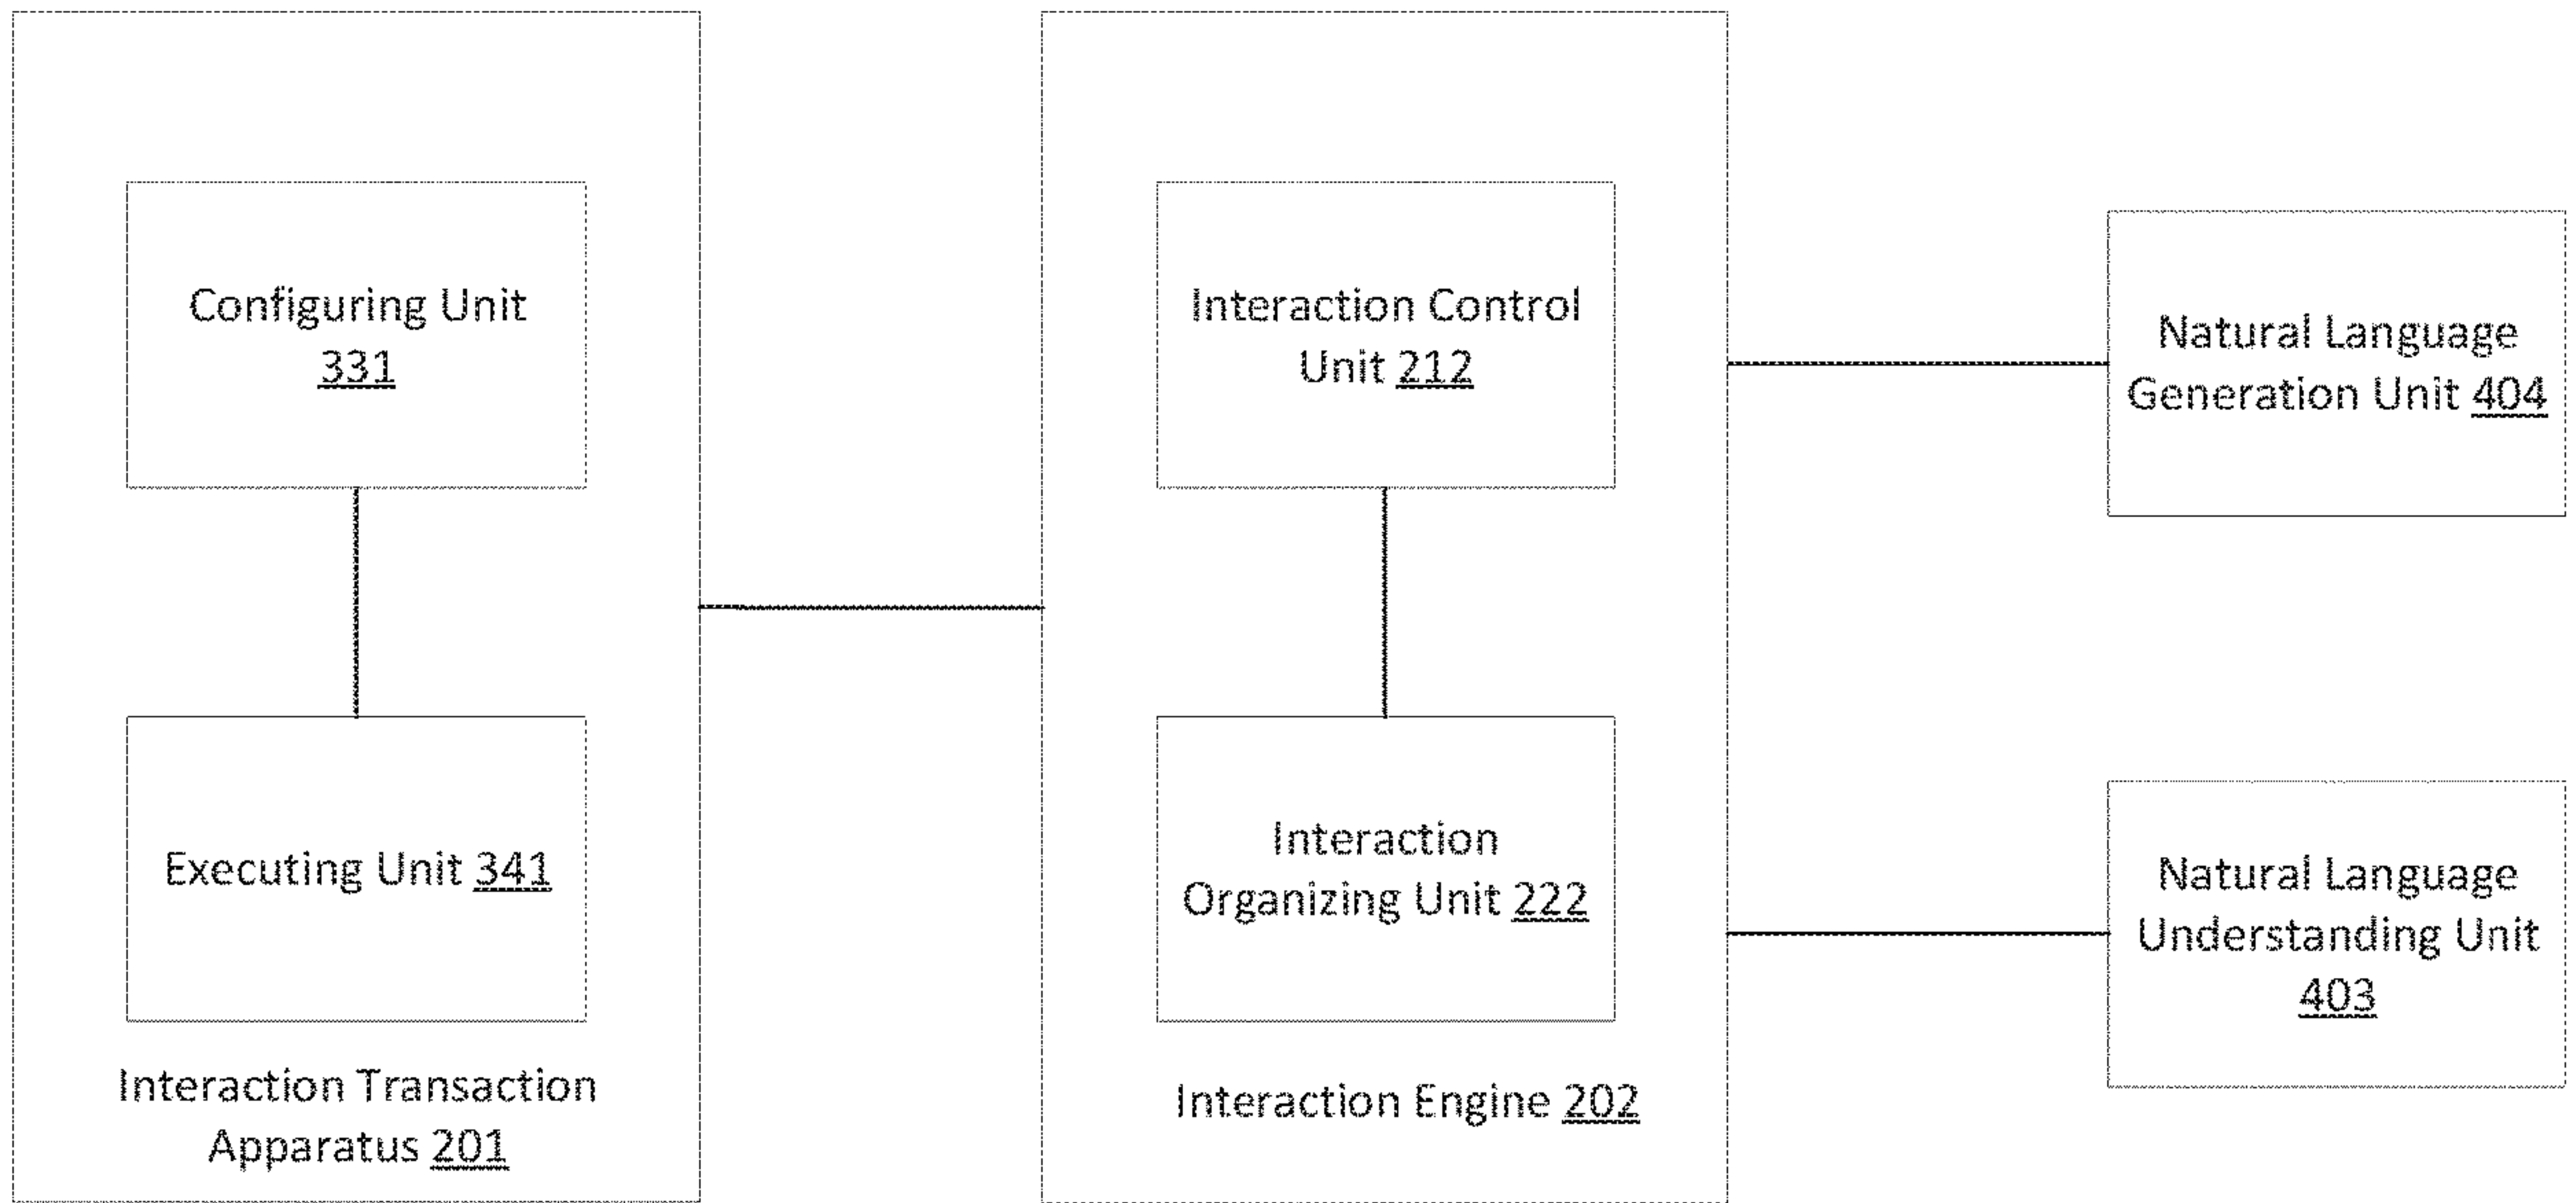 Configuring Unit
331
Executing Unit 341
Interaction Transaction
Apparatus 201
Interaction Control
Unit 212
Interaction
Organizing Unit 222
Interaction Engine 202
Natural Language
Generation Unit 404
Natural Language
Understanding Unit
403